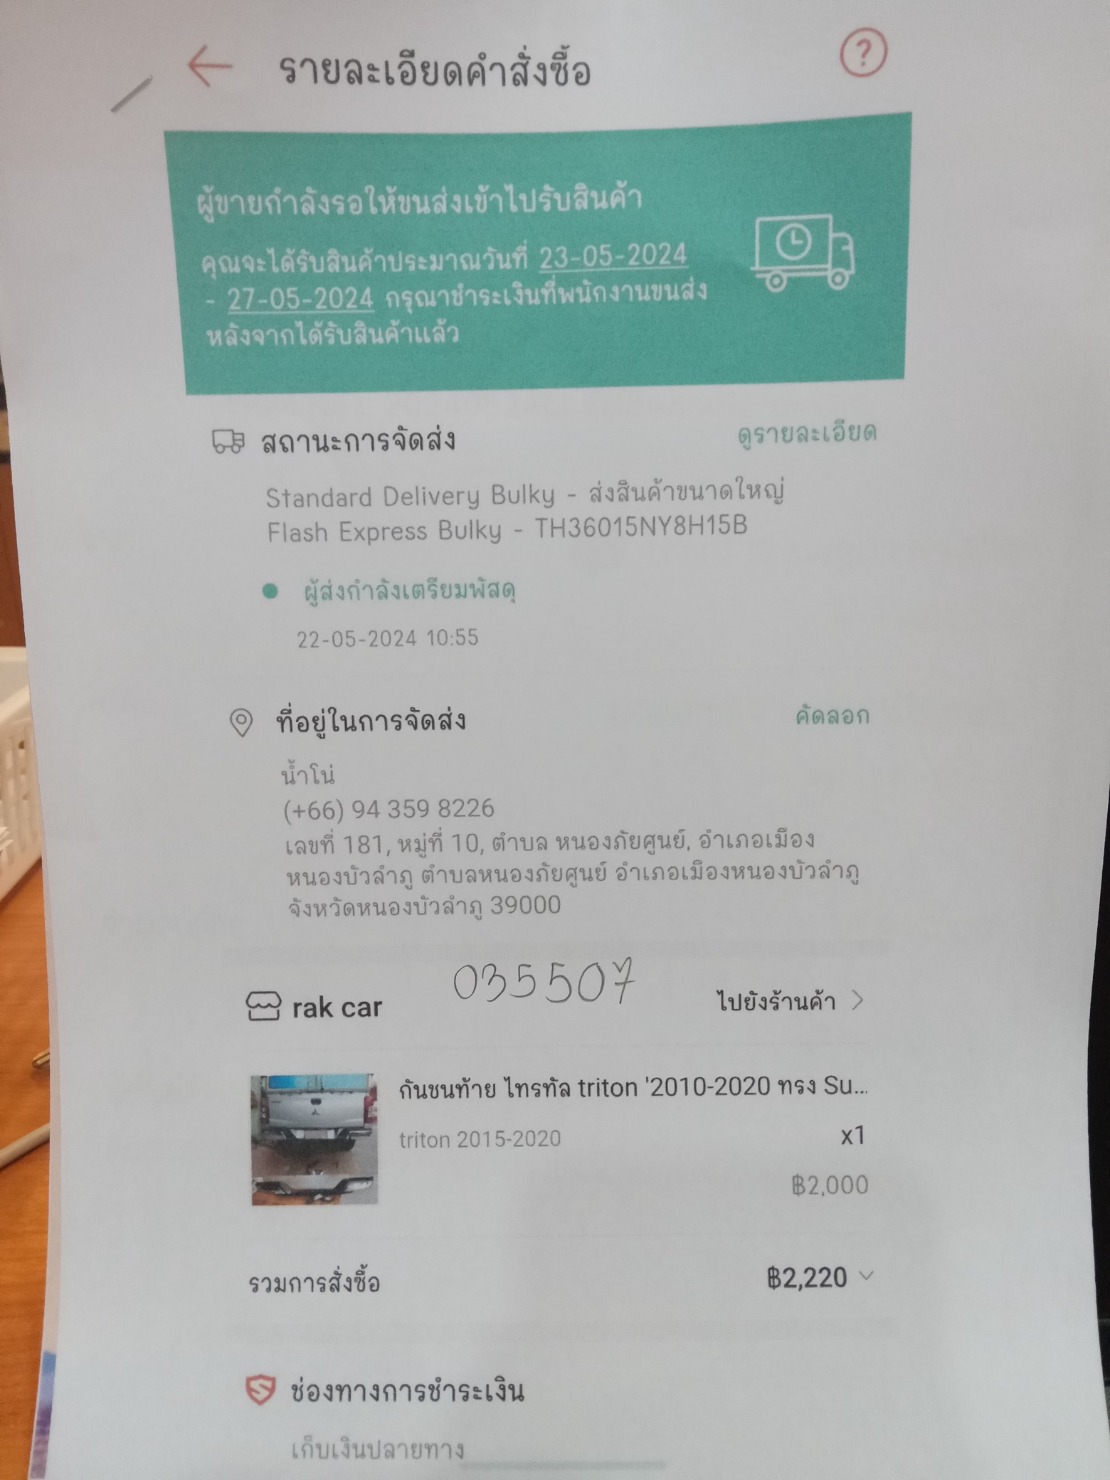 รายละเอียดคำสั่งซื้อ
?
ผู้ขายกำลังรอให้ขนส่งเข้าไปรับสินค้า
คุณจะได้รับสินค้าประมาณวันที่ 23-05-2024
- 27-05-2024 กรุณาชำระเงินที่พนักงานขนส่ง
หลังจากได้รับสินค้าแล้ว
สถานะการจัดส่ง ดูรายละเอียด
Standard Delivery Bulky - ส่งสินค้าขนาดใหญ่
Flash Express Bulky - TH36015NY8H15B
ผู้ส่งกำลังเตรียมพัสดุ
22-05-2024 10:55
ที่อยู่ในการจัดส่ง คัดลอก
น้ำโน่
(+66) 94 359 8226
เลขที่ 181, หมู่ที่ 10, ตำบล หนองภัยศูนย์, อำเภอเมือง
หนองบัวลำภู ตำบลหนองภัยศูนย์ อำเภอเมืองหนองบัวลำภู
จังหวัดหนองบัวลำภู 39000
035507
rak car ไปยังร้านค้า >
กันชนท้าย ไทรทัล triton '2010-2020 ทรง Su...
triton 2015-2020 x1
฿2,000
รวมการสั่งซื้อ ฿2,220
ช่องทางการชำระเงิน
เก็บเงินปลายทาง